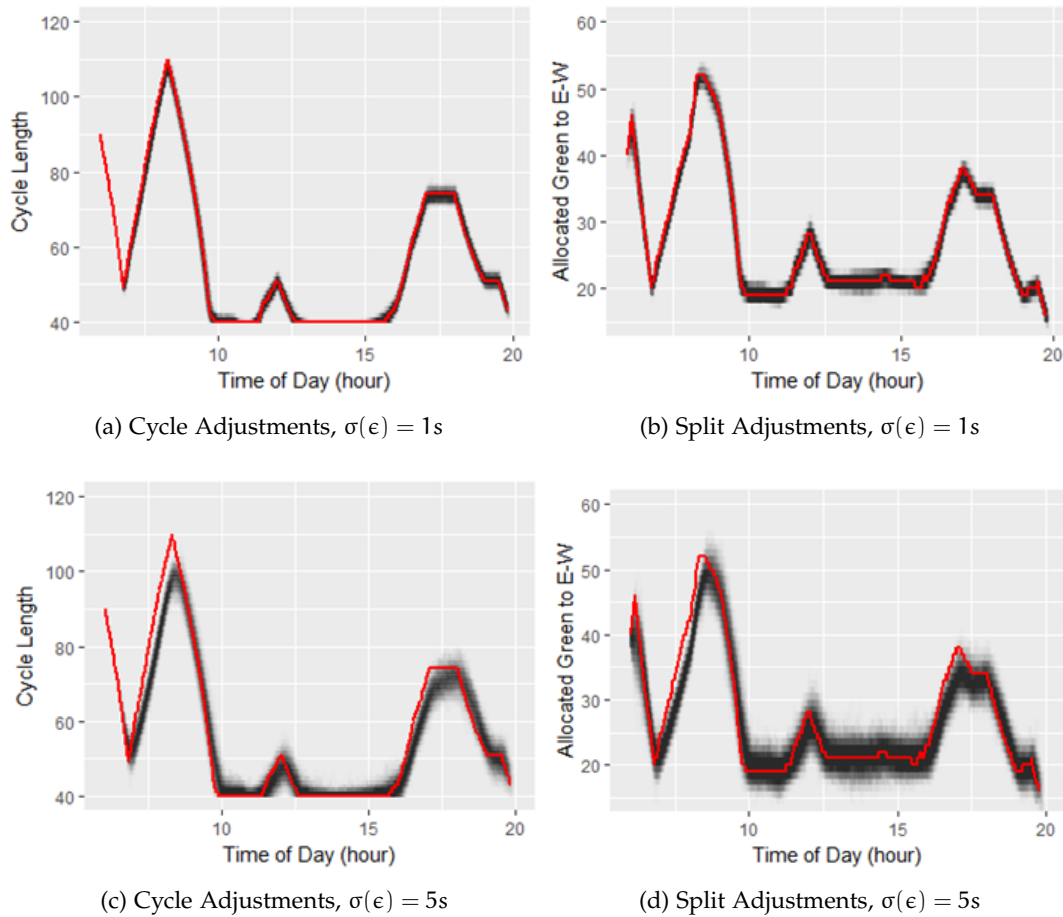 120
100
80
60
40
Cycle Length
10 15 20
Time of Day (hour)
(a) Cycle Adjustments, σ(ϵ) = 1s
60
50
40
30
20
Allocated Green to E-W
10 15 20
Time of Day (hour)
(b) Split Adjustments, σ(ϵ) = 1s
120
100
80
60
40
Cycle Length
10 15 20
Time of Day (hour)
(c) Cycle Adjustments, σ(ϵ) = 5s
60
50
40
30
20
Allocated Green to E-W
10 15 20
Time of Day (hour)
(d) Split Adjustments, σ(ϵ) = 5s